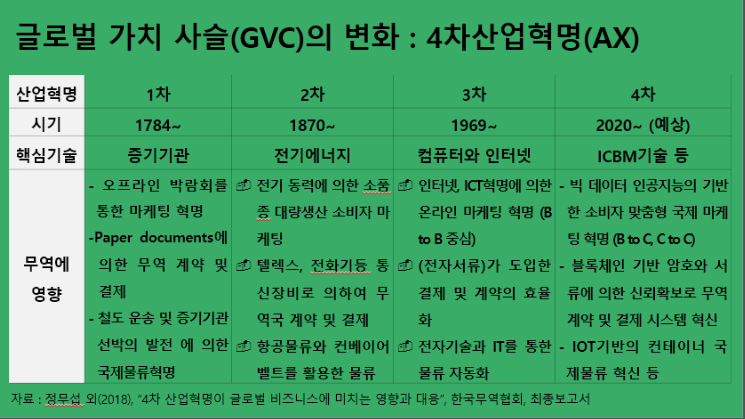 글로벌 가치 사슬(GVC)의 변화 : 4차산업혁명(AX)
산업혁명 1차 2차 3차 4차
시기 1784~ 1870~ 1969~ 2020~ (예상)
핵심기술 증기기관 전기에너지 컴퓨터와 인터넷 ICBM기술 등
무역에
영향
- 오프라인 박람회를
통한 마케팅 혁명
-Paper documents에
의한 무역 계약 및
결제
- 철도 운송 및 증기기관
선박의 발전 에 의한
국제물류혁명
전기 동력에 의한 소품
종 대량생산 소비자 마
케팅
텔렉스, 전화기등 통
신장비로 의하여 무
역국 계약 및 결제
항공물류와 컨베이어
벨트를 활용한 물류
인터넷, ICT혁명에 의한
온라인 마케팅 혁명 (B
to B 중심)
(전자서류)가 도입한
결제 및 계약의 효율
화
전자기술과 IT를 통한
물류 자동화
- 빅 데이터 인공지능의 기반
한 소비자 맞춤형 국제 마케
팅 혁명 (B to C, C to C)
- 블록체인 기반 암호와 서
류에 의한 신뢰확보로 무역
계약 및 결제 시스템 혁신
- IOT기반의 컨테이너 국
제물류 혁신 등
자료 : 정무섭 외(2018), “4차 산업혁명이 글로벌 비즈니스에 미치는 영향과 대응”, 한국무역협회, 최종보고서